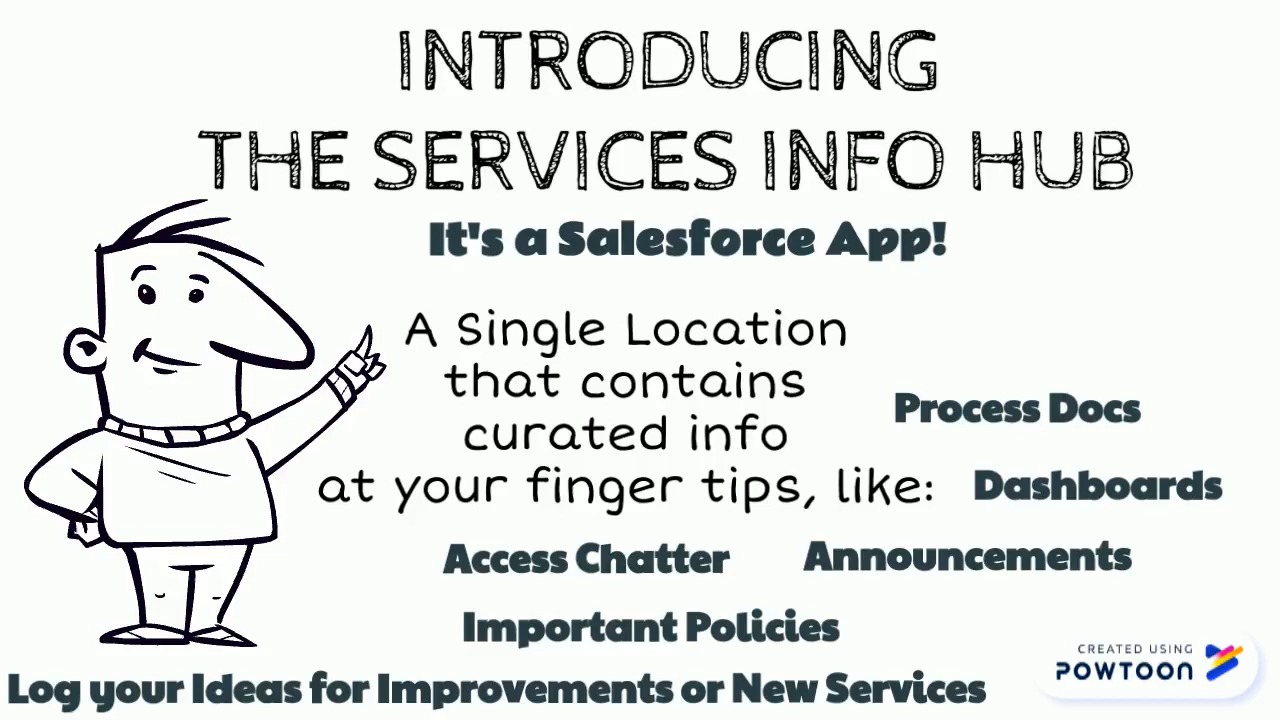 INTRODUCING
THE SERVICES INFO HUB
It's a Salesforce App!
A Single Location
that contains
curated info
at your finger tips, like:
Process Docs
Dashboards
Access Chatter
Announcements
Important Policies
Log your Ideas for Improvements or New Services
CREATED USING
POWTOON